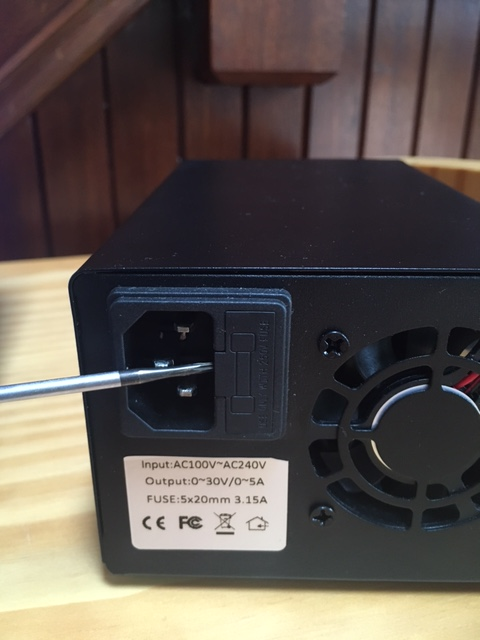 Input:AC100V~AC240V
Output:0~30V/0~5A
FUSE:5x20mm 3.15A
CE FC